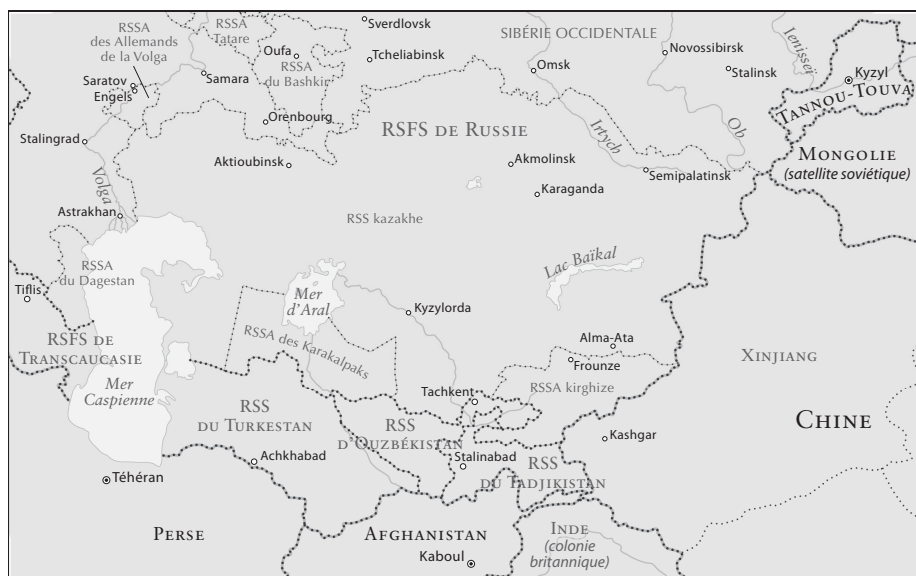 Sverdlovsk
RSSA
des Allemands
de la Volga
RSSA
Tatare
Oufa
RSSA
du Bashkir
Tcheliabinsk
SIBÉRIE OCCIDENTALE
Omsk
Novossibirsk
Stalinsk
Ienisseï
Kyzyl
TANNOU-TOUVA
Saratov
Engels
Samara
Orenbourg
RSFS DE RUSSIE
Irtych
Ob
MONGOLIE
(satellite soviétique)
Stalingrad
Volga
Aktioubinsk
Akmolinsk
Karaganda
Semipalatinsk
Astrakhan
RSS kazakhe
RSSA
du Dagestan
Tiflis
Lac Baïkal
Mer
d'Aral
Kyzylorda
RSFS DE
TRANSCAUCASIE
RSSA des Karakalpaks
Alma-Ata
Frounze
XINJIANG
Mer
Caspienne
Tachkent
RSSA kirghize
RSS
DU TURKESTAN
RSS
D'OUZBÉKISTAN
CHINE
Kashgar
Achkhabad
Stalinabad
RSS
DU TADJIKISTAN
Téhéran
PERSE
AFGHANISTAN
Kaboul
INDE
(colonie
britannique)